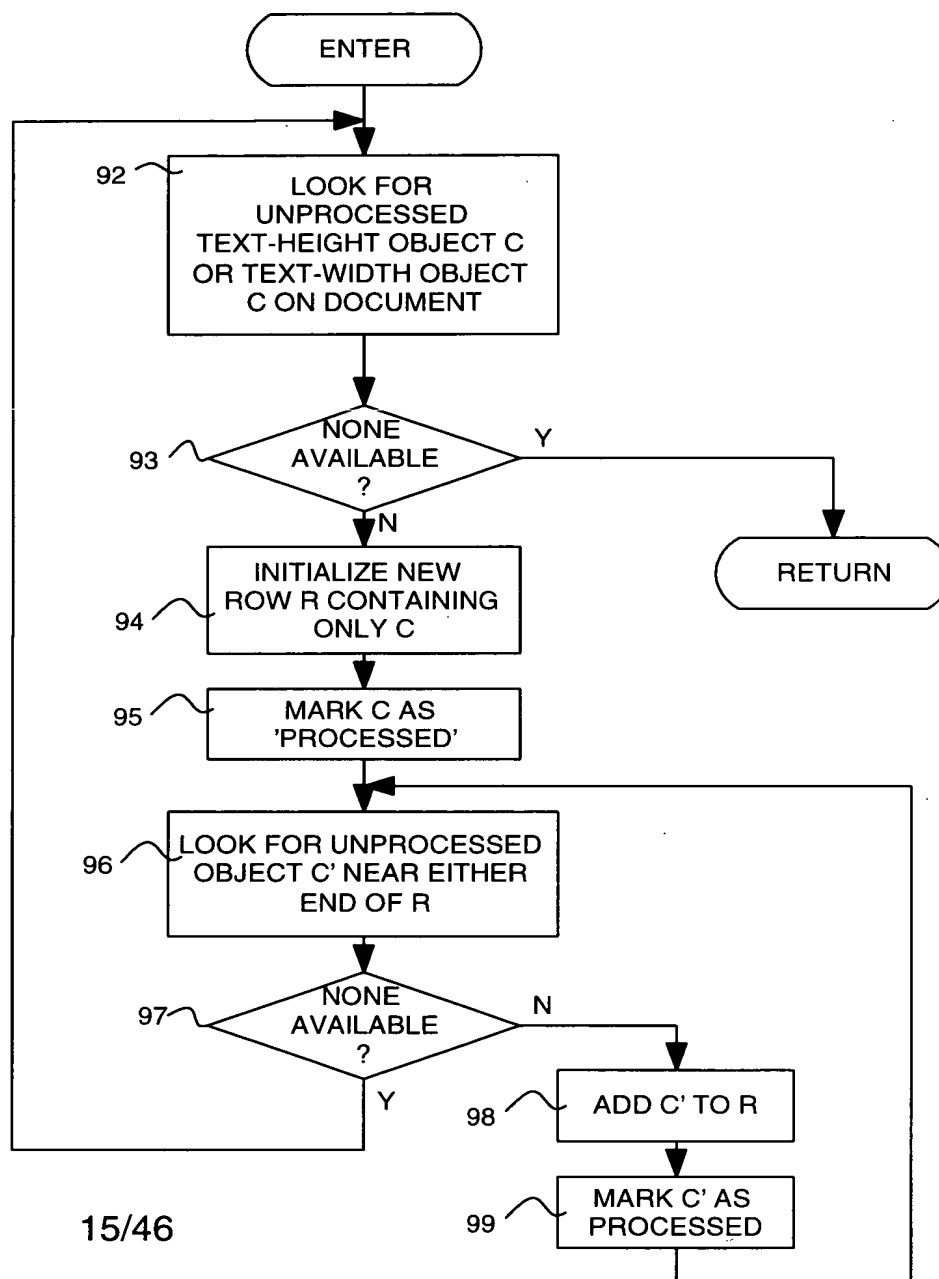 ENTER
92
LOOK FOR
UNPROCESSED
TEXT-HEIGHT OBJECT C
OR TEXT-WIDTH OBJECT
C ON DOCUMENT
93
NONE
AVAILABLE
?
Y
N
RETURN
94
INITIALIZE NEW
ROW R CONTAINING
ONLY C
95
MARK C AS
'PROCESSED'
96
LOOK FOR UNPROCESSED
OBJECT C' NEAR EITHER
END OF R
97
NONE
AVAILABLE
?
N
Y
98
ADD C' TO R
99
MARK C' AS
PROCESSED
15/46